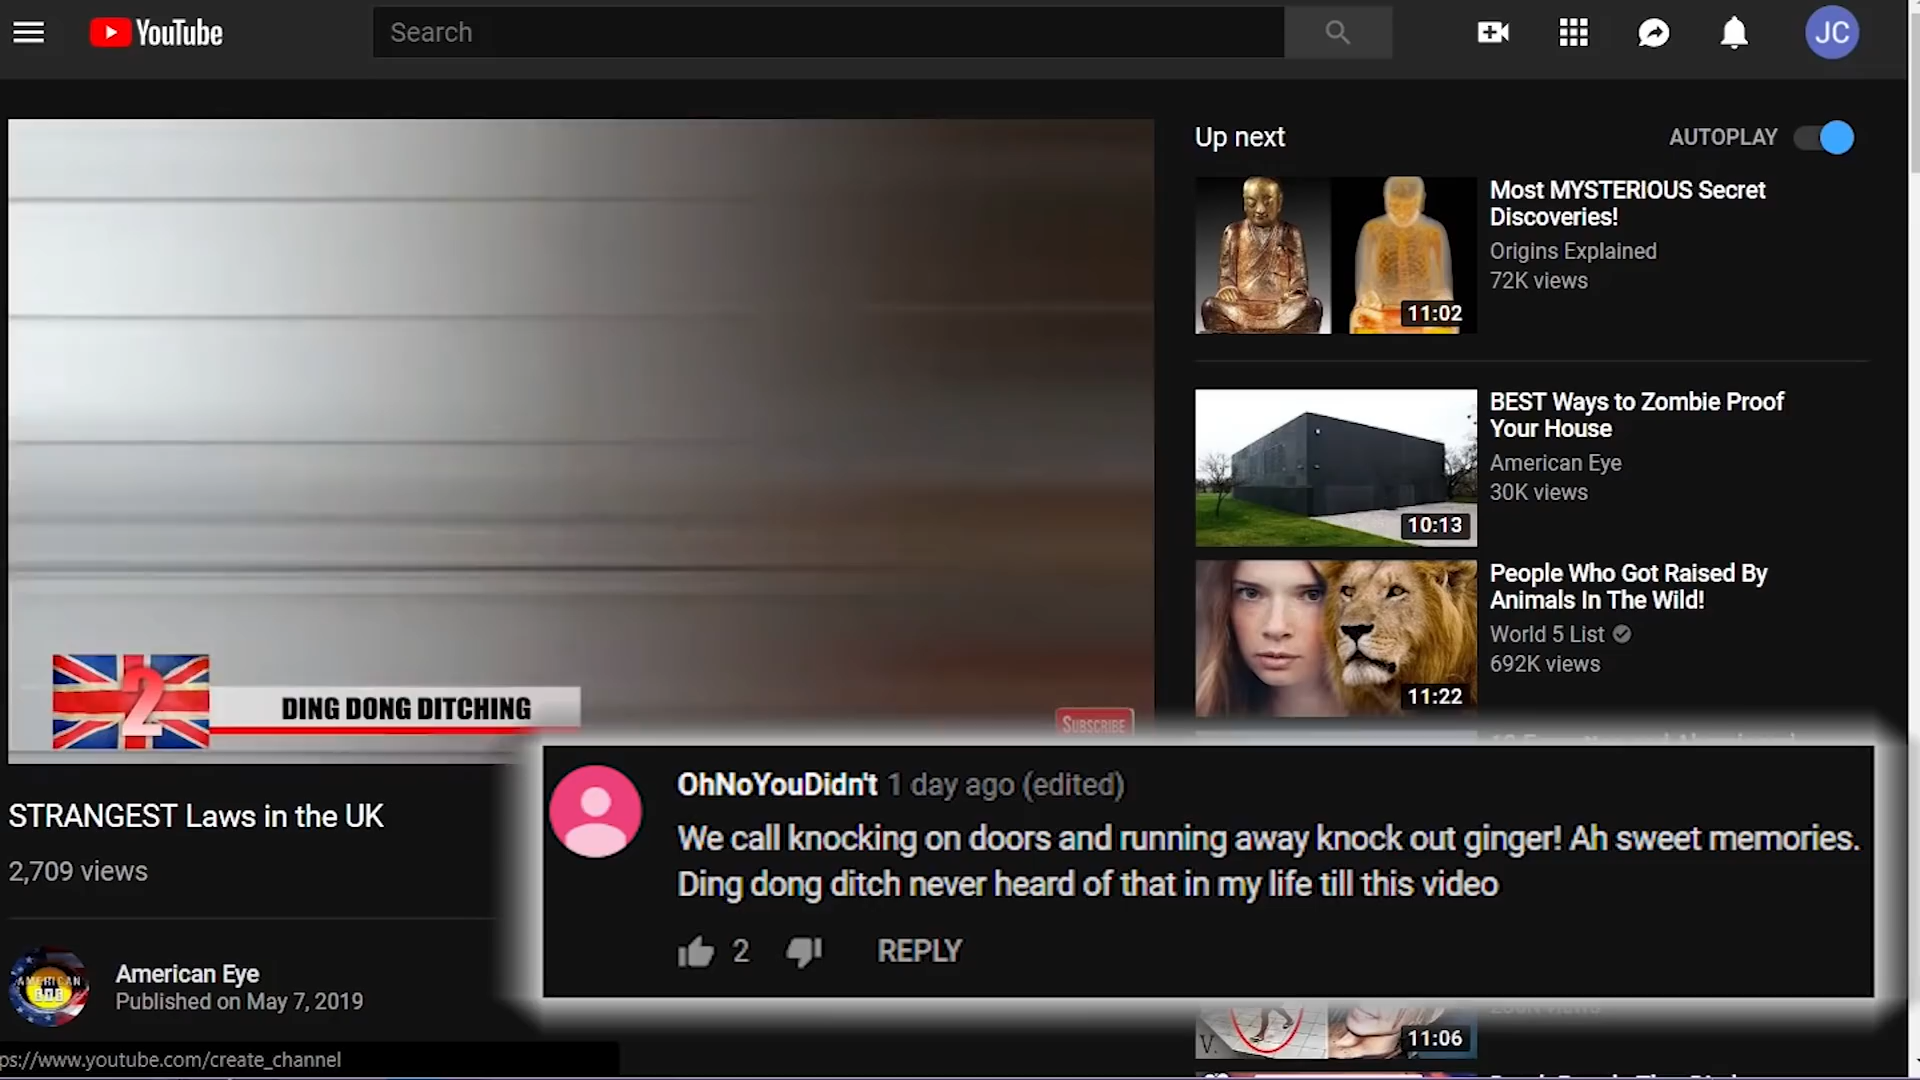 YouTube
Search
JC
Up next
AUTOPLAY
Most MYSTERIOUS Secret
Discoveries!
Origins Explained
72K views
11:02
BEST Ways to Zombie Proof
Your House
American Eye
30K views
10:13
People Who Got Raised By
Animals In The Wild!
World 5 List
692K views
11:22
2
DING DONG DITCHING
SUBSCRIBE
STRANGEST Laws in the UK
2,709 views
OhNoYouDidn't 1 day ago (edited)
We call knocking on doors and running away knock out ginger! Ah sweet memories.
Ding dong ditch never heard of that in my life till this video
2
REPLY
AMERICAN
American Eye
Published on May 7, 2019
V.
11:06
ps://www.youtube.com/create_channel